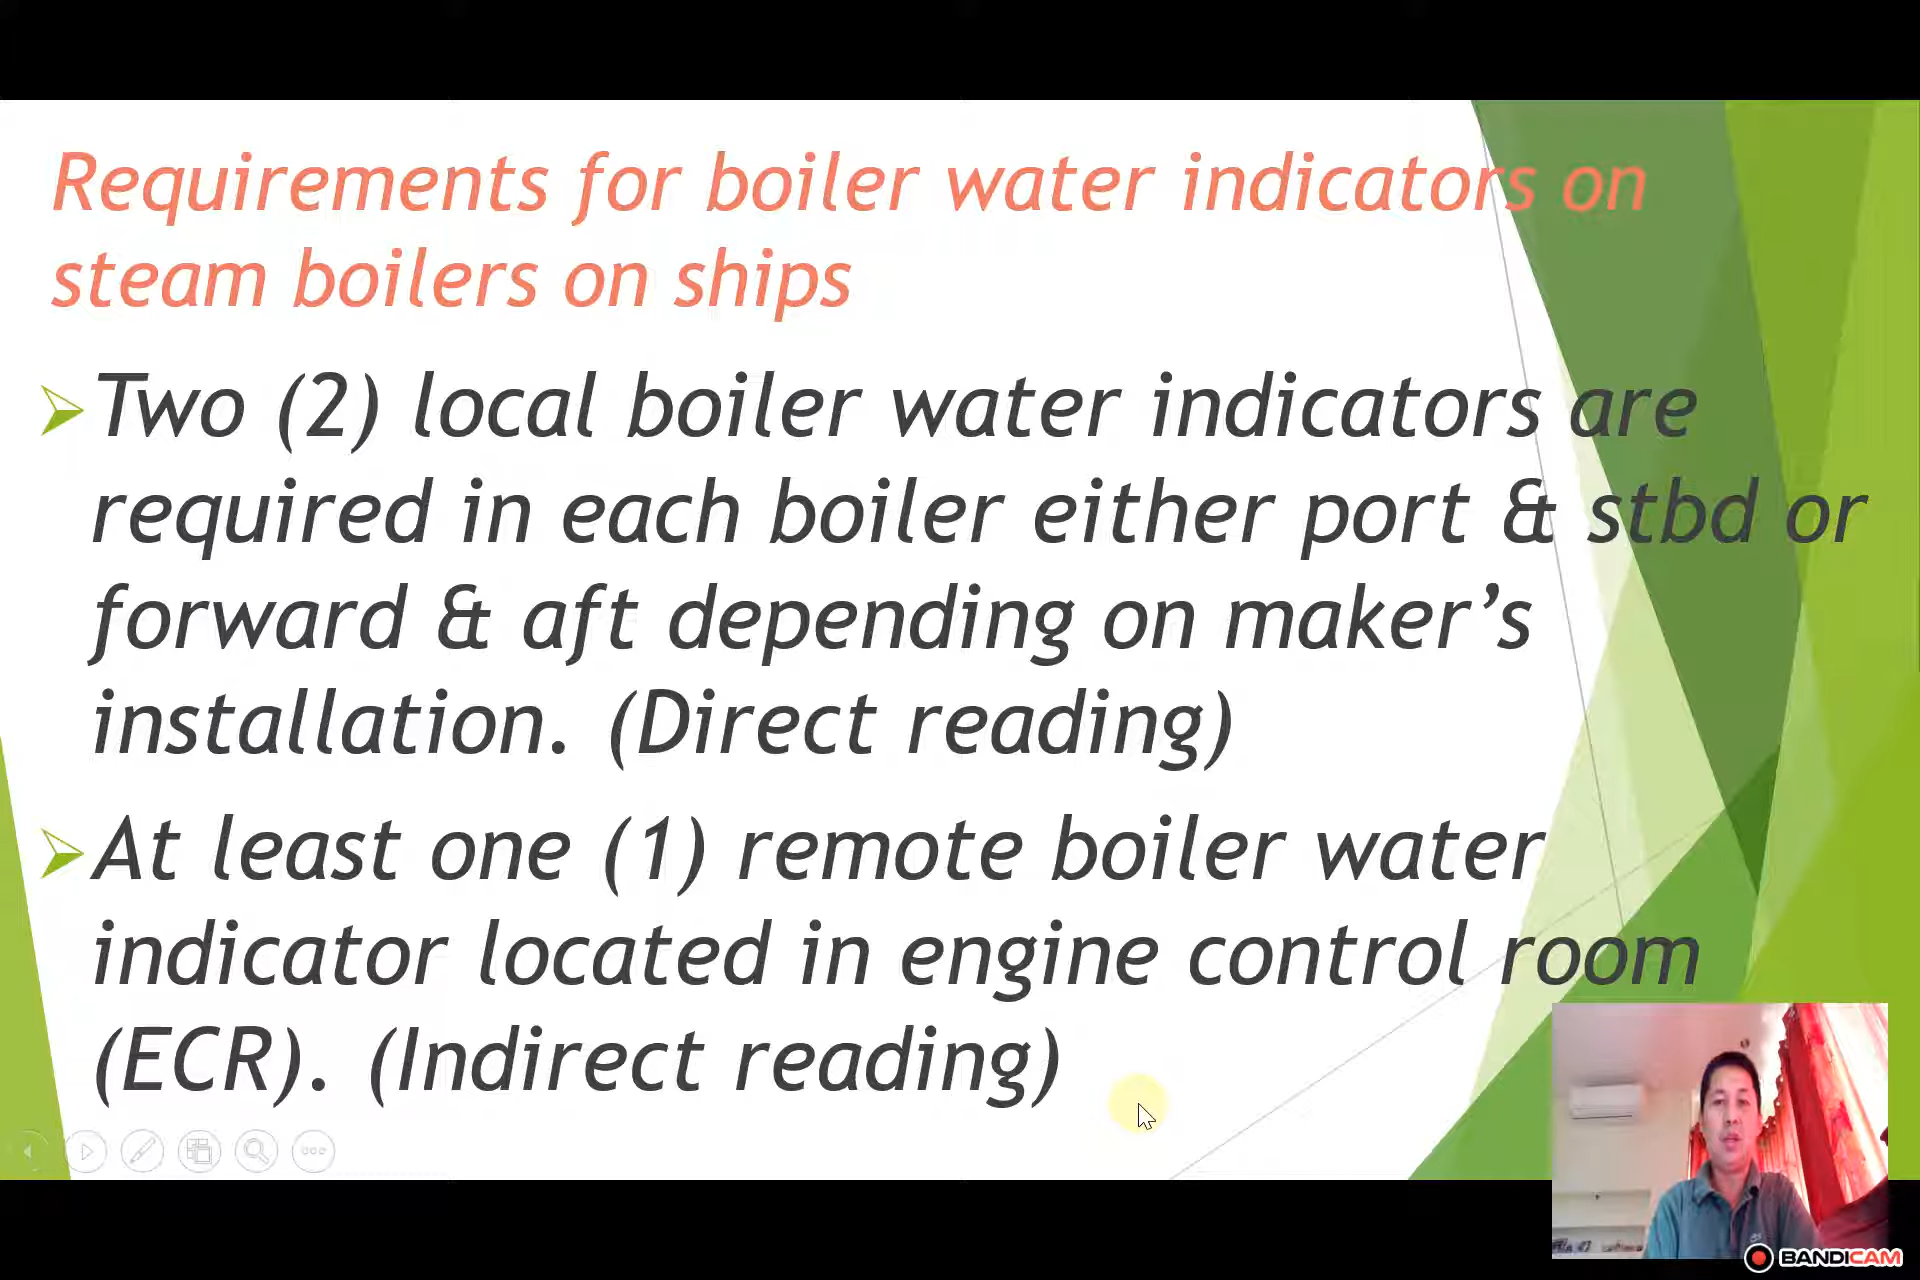 Requirements for boiler water indicators on
steam boilers on ships
Two (2) local boiler water indicators are
required in each boiler either port & stbd or
forward & aft depending on maker’s
installation. (Direct reading)
At least one (1) remote boiler water
indicator located in engine control room
(ECR). (Indirect reading)
BANDICAM